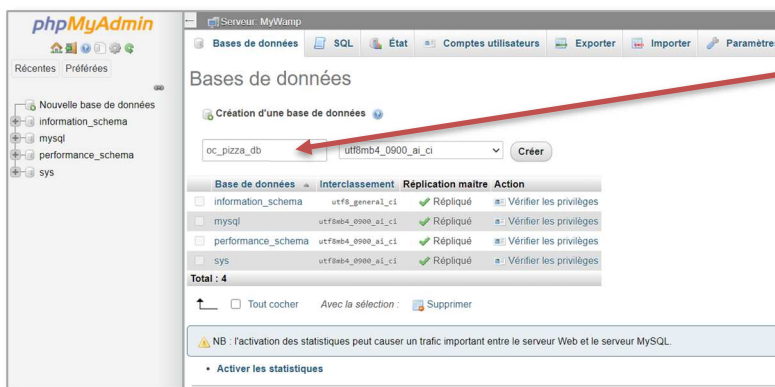 phpMyAdmin
Récentes Préférées
Nouvelle base de données
information_schema
mysql
performance_schema
sys
Serveur: MyWamp
Bases de données SQL État Comptes utilisateurs Exporter Importer Paramètres
Bases de données
Création d'une base de données
oc_pizza_db utf8mb4_0900_ai_ci Créer
Base de données Interclassement Réplication maître Action
information_schema utf8_general_ci Répliqué Vérifier les privilèges
mysql utf8mb4_0900_ai_ci Répliqué Vérifier les privilèges
performance_schema utf8mb4_0900_ai_ci Répliqué Vérifier les privilèges
sys utf8mb4_0900_ai_ci Répliqué Vérifier les privilèges
Total : 4
Tout cocher Avec la sélection : Supprimer
NB : l'activation des statistiques peut causer un trafic important entre le serveur Web et le serveur MySQL.
• Activer les statistiques